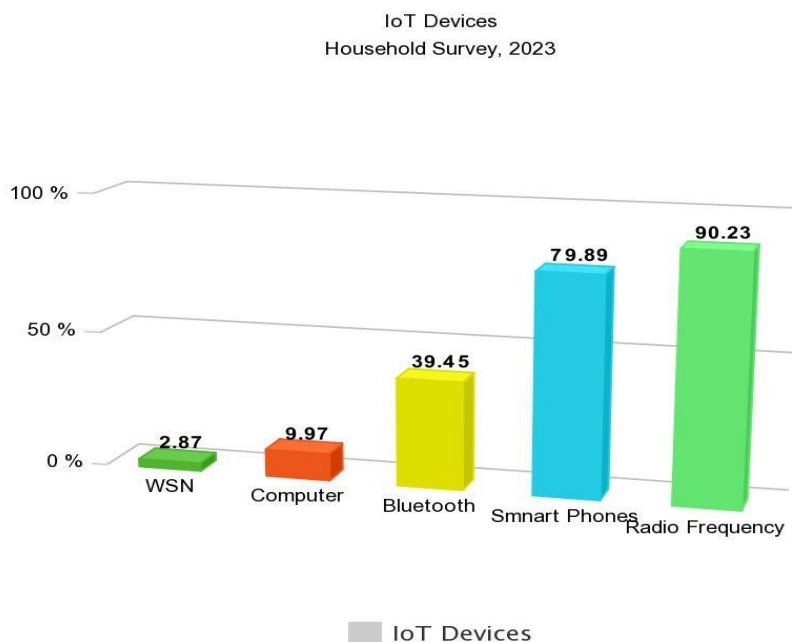 IoT Devices
Household Survey, 2023
100 %
50 %
0 %
2.87
9.97
39.45
79.89
90.23
WSN
Computer
Bluetooth
Smnart Phones
Radio Frequency
IoT Devices